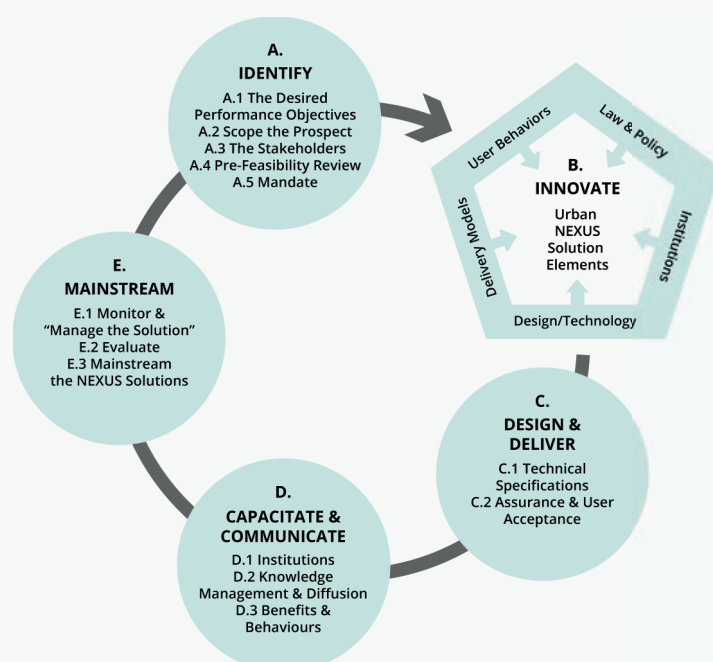 A.
IDENTIFY
A.1 The Desired
Performance Objectives
A.2 Scope the Prospect
A.3 The Stakeholders
A.4 Pre-Feasibility Review
A.5 Mandate
User Behaviors
Law & Policy
Delivery Models
Institutions
Design/Technology
B.
INNOVATE
Urban
NEXUS
Solution
Elements
C.
DESIGN &
DELIVER
C.1 Technical
Specifications
C.2 Assurance & User
Acceptance
D.
CAPACITATE &
COMMUNICATE
D.1 Institutions
D.2 Knowledge
Management & Diffusion
D.3 Benefits &
Behaviours
E.
MAINSTREAM
E.1 Monitor &
“Manage the Solution”
E.2 Evaluate
E.3 Mainstream
the NEXUS Solutions